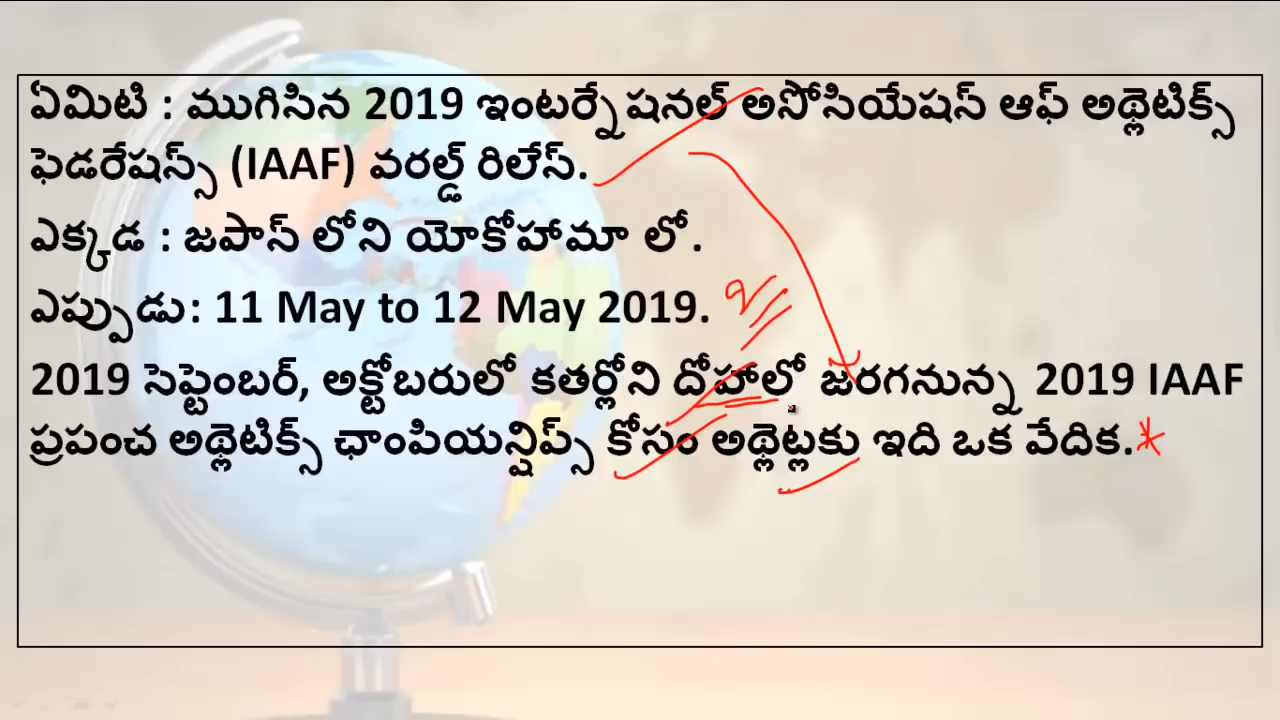 ఏమిటి : ముగిసిన 2019 ఇంటర్నేషనల్ అసోసియేషన్ ఆఫ్ అథ్లెటిక్స్
ఫెడరేషన్స్ (IAAF) వరల్డ్ రిలేస్.
ఎక్కడ : జపాన్ లోని యోకోహామా లో.
ఎప్పుడు: 11 May to 12 May 2019.
2019 సెప్టెంబర్, అక్టోబరులో కతర్లోని దోహాలో జరగనున్న 2019 IAAF
ప్రపంచ అథ్లెటిక్స్ ఛాంపియన్షిప్స్ కోసం అథ్లెట్లకు ఇది ఒక వేదిక.